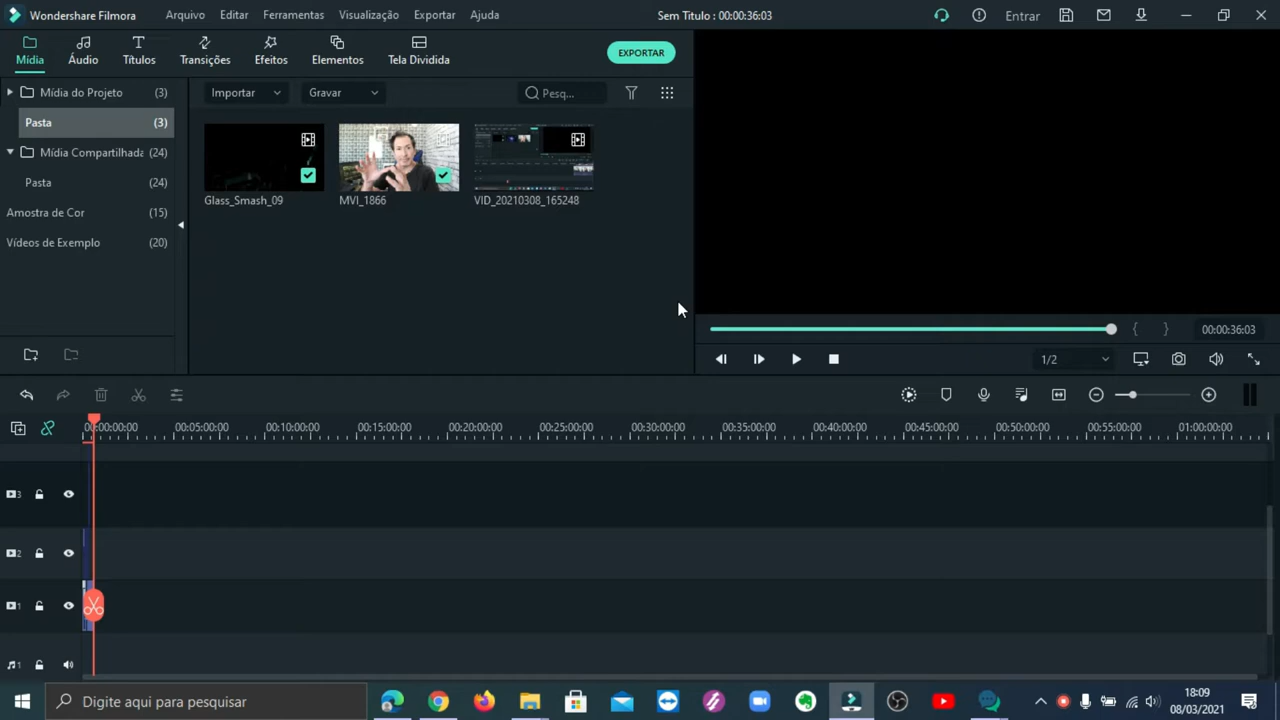 Wondershare Filmora
Arquivo
Editar
Ferramentas
Visualização
Exportar
Ajuda
Sem Titulo : 00:00:36:03
Entrar
Mídia
Áudio
Títulos
Transições
Efeitos
Elementos
Tela Dividida
EXPORTAR
Mídia do Projeto (3)
Importar
Gravar
Pesq...
Pasta (3)
Mídia Compartilhada (24)
Pasta (24)
Amostra de Cor (15)
Vídeos de Exemplo (20)
Glass_Smash_09
MVI_1866
VID_20210308_165248
00:00:36:03
1/2
00:00:00:00
00:05:00:00
00:10:00:00
00:15:00:00
00:20:00:00
00:25:00:00
00:30:00:00
00:35:00:00
00:40:00:00
00:45:00:00
00:50:00:00
00:55:00:00
01:00:00:00
3
2
1
1
Digite aqui para pesquisar
18:09
08/03/2021